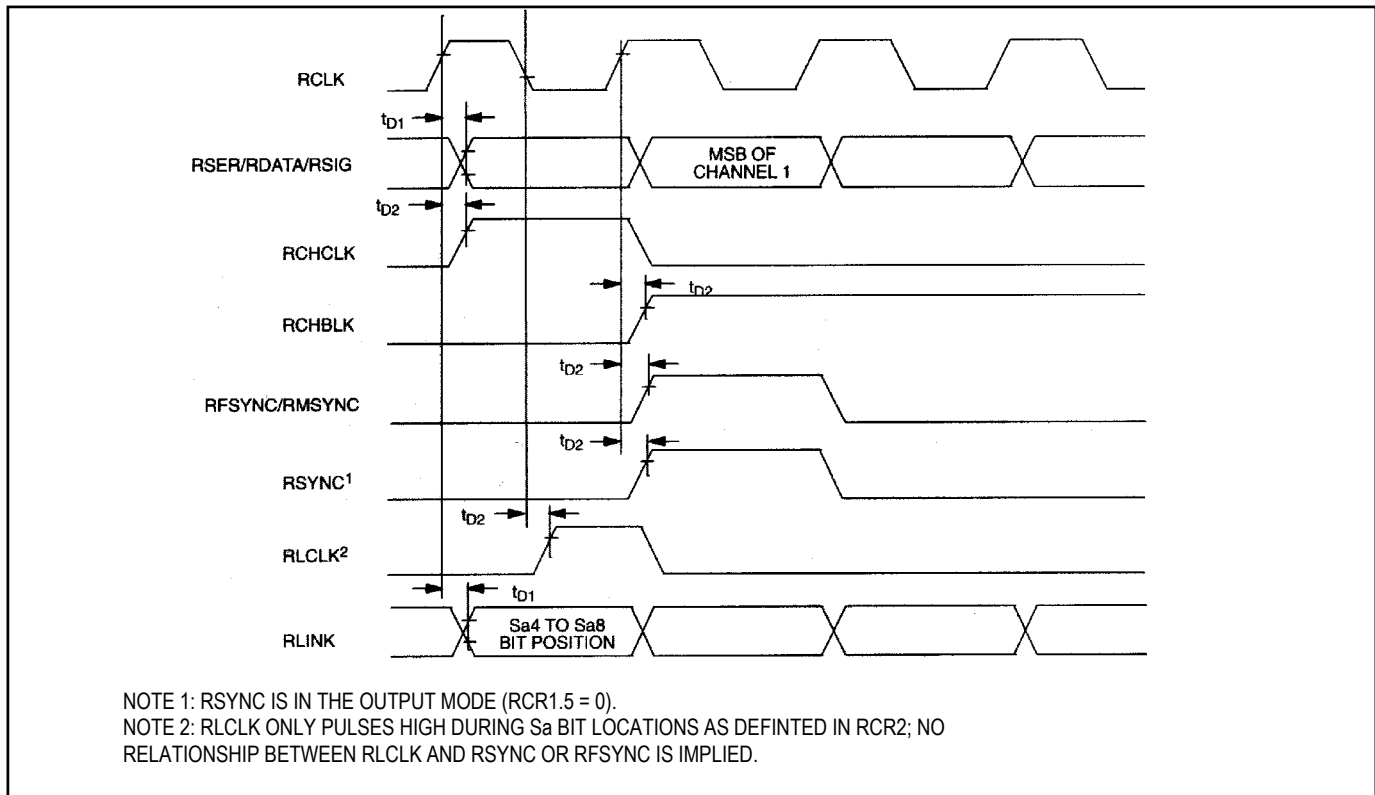 RCLK
tD1
RSER/RDATA/RSIG
MSB OF
CHANNEL 1
tD2
RCHCLK
tD2
RCHBLK
tD2
RFSYNC/RMSYNC
tD2
RSYNC1
tD2
RLCLK2
tD1
RLINK
Sa4 TO Sa8
BIT POSITION
NOTE 1: RSYNC IS IN THE OUTPUT MODE (RCR1.5 = 0).
NOTE 2: RLCLK ONLY PULSES HIGH DURING Sa BIT LOCATIONS AS DEFINTED IN RCR2; NO
RELATIONSHIP BETWEEN RLCLK AND RSYNC OR RFSYNC IS IMPLIED.